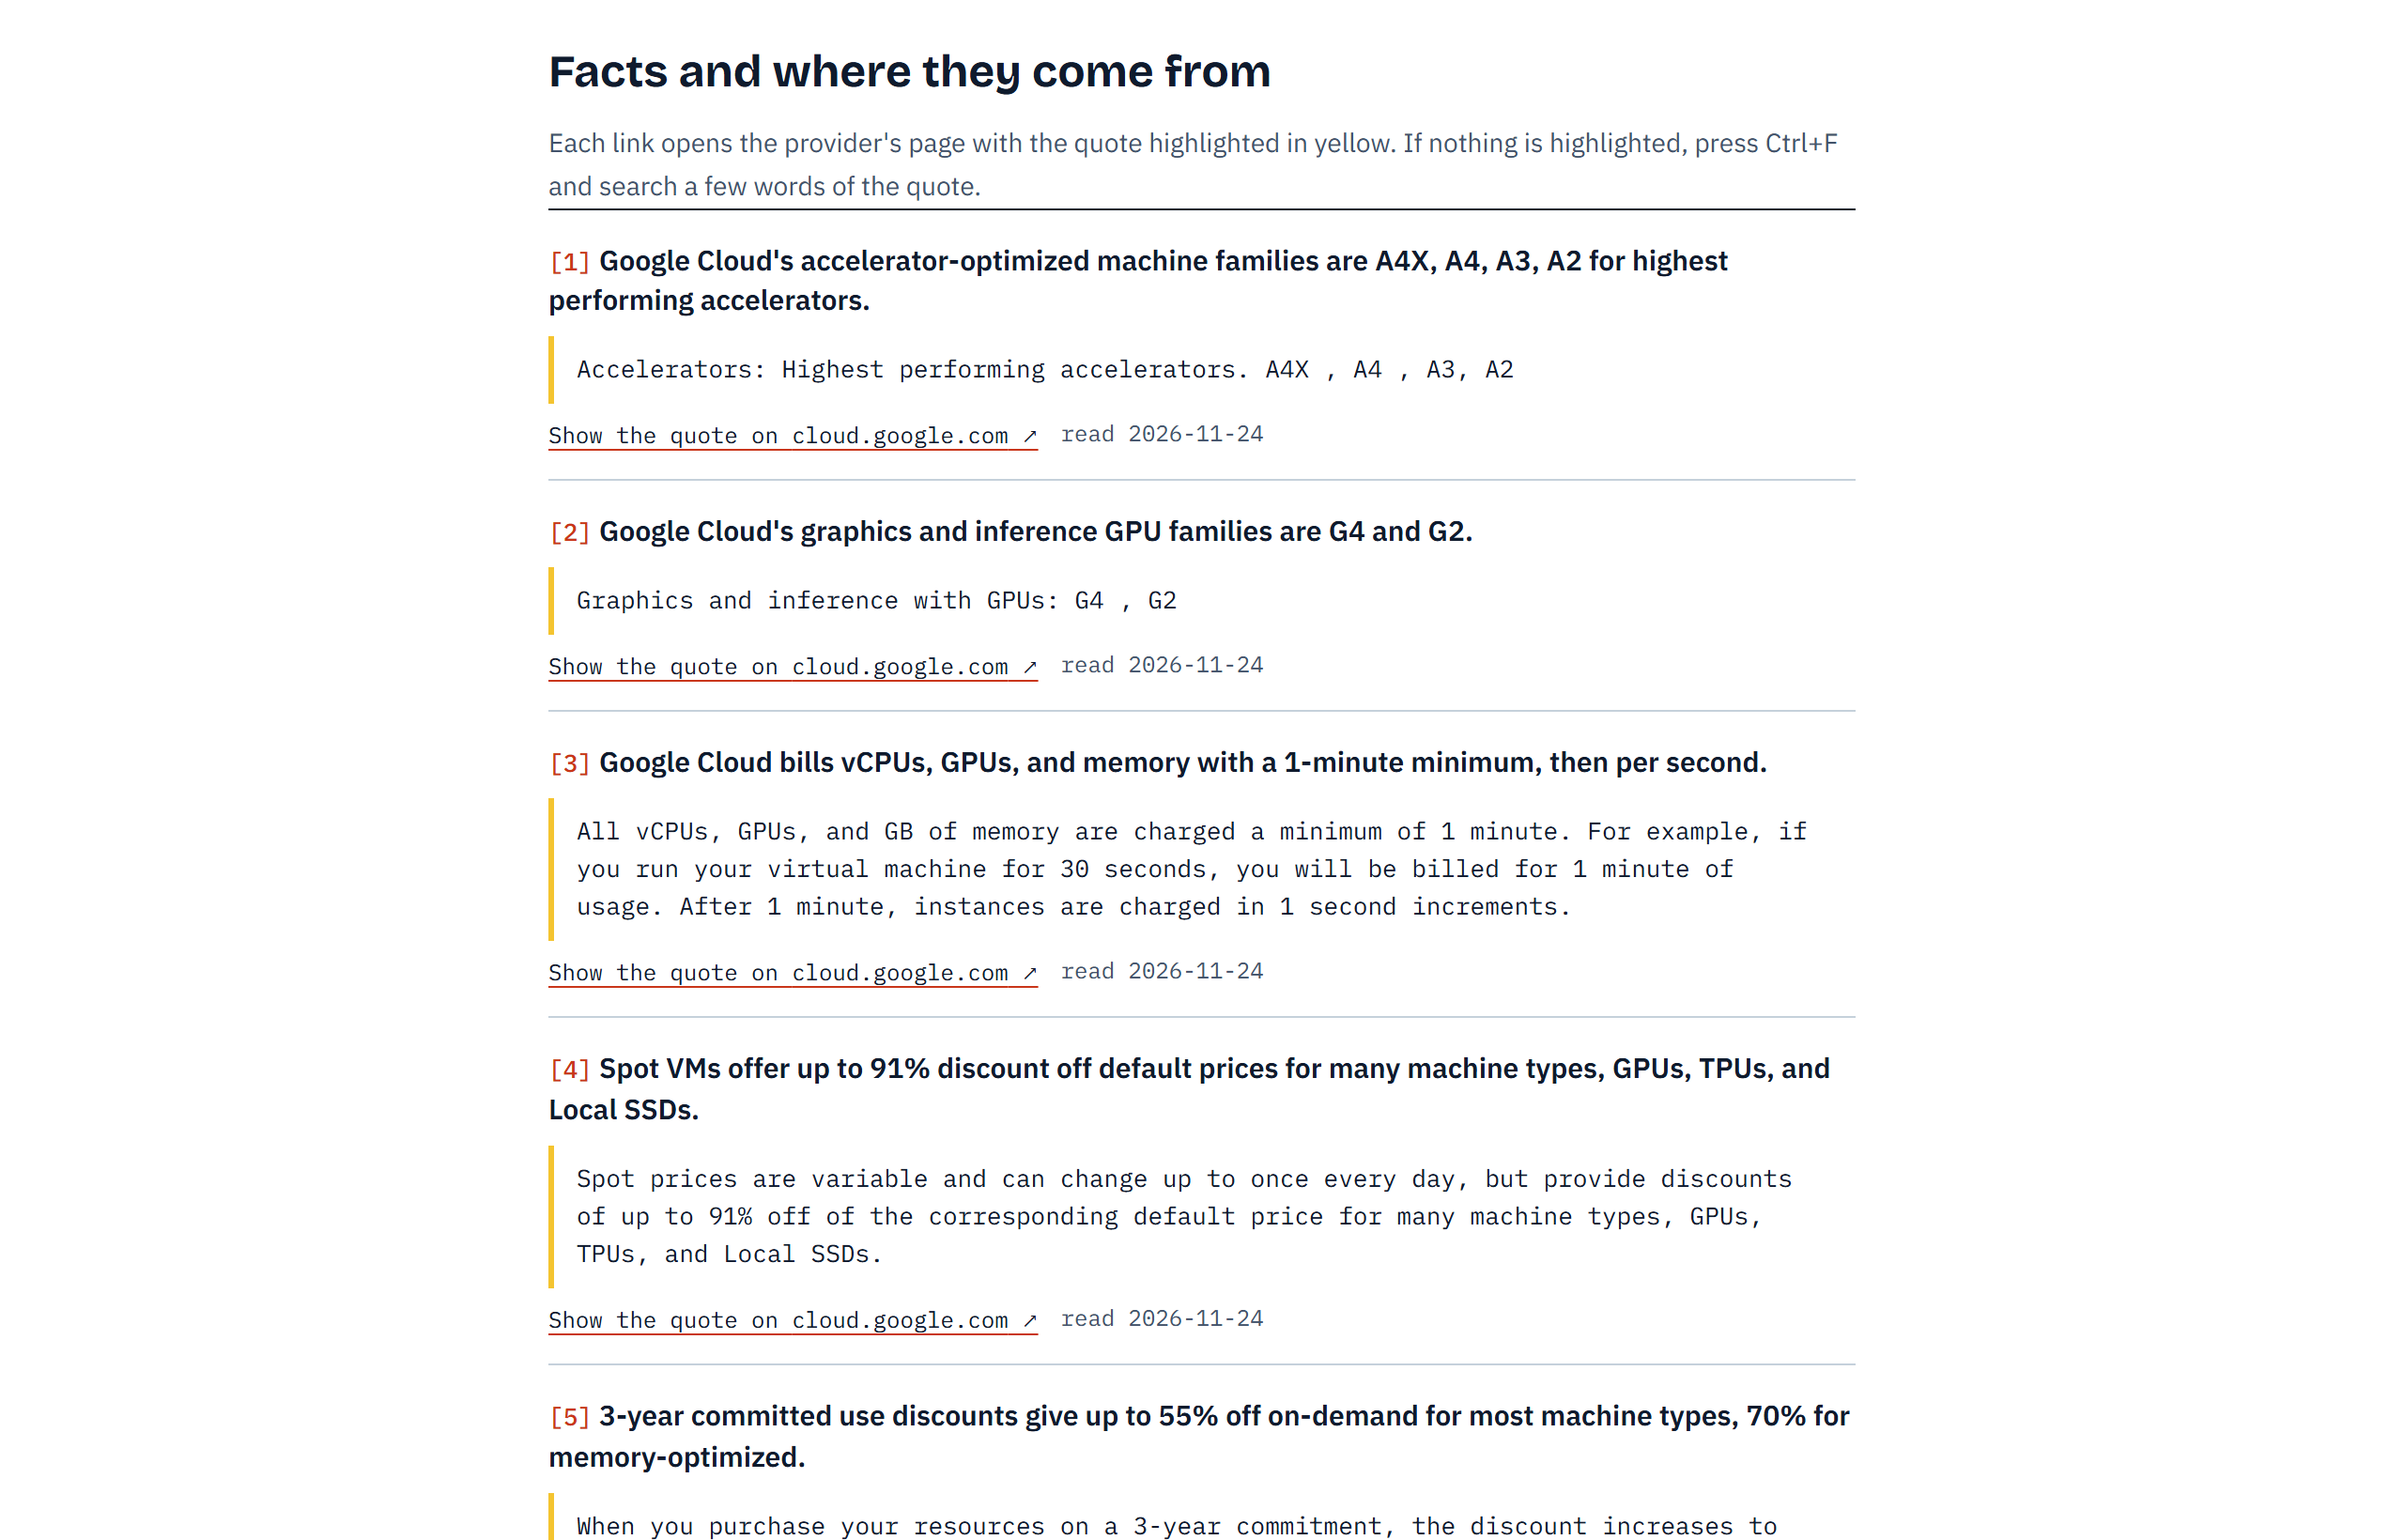 Facts and where they come from
Each link opens the provider's page with the quote highlighted in yellow. If nothing is highlighted, press Ctrl+F
and search a few words of the quote.
[1] Google Cloud's accelerator-optimized machine families are A4X, A4, A3, A2 for highest
performing accelerators.
Accelerators: Highest performing accelerators. A4X , A4 , A3, A2
Show the quote on cloud.google.com ↗ read 2026-11-24
[2] Google Cloud's graphics and inference GPU families are G4 and G2.
Graphics and inference with GPUs: G4 , G2
Show the quote on cloud.google.com ↗ read 2026-11-24
[3] Google Cloud bills vCPUs, GPUs, and memory with a 1-minute minimum, then per second.
All vCPUs, GPUs, and GB of memory are charged a minimum of 1 minute. For example, if
you run your virtual machine for 30 seconds, you will be billed for 1 minute of
usage. After 1 minute, instances are charged in 1 second increments.
Show the quote on cloud.google.com ↗ read 2026-11-24
[4] Spot VMs offer up to 91% discount off default prices for many machine types, GPUs, TPUs, and
Local SSDs.
Spot prices are variable and can change up to once every day, but provide discounts
of up to 91% off of the corresponding default price for many machine types, GPUs,
TPUs, and Local SSDs.
Show the quote on cloud.google.com ↗ read 2026-11-24
[5] 3-year committed use discounts give up to 55% off on-demand for most machine types, 70% for
memory-optimized.
When you purchase your resources on a 3-year commitment, the discount increases to